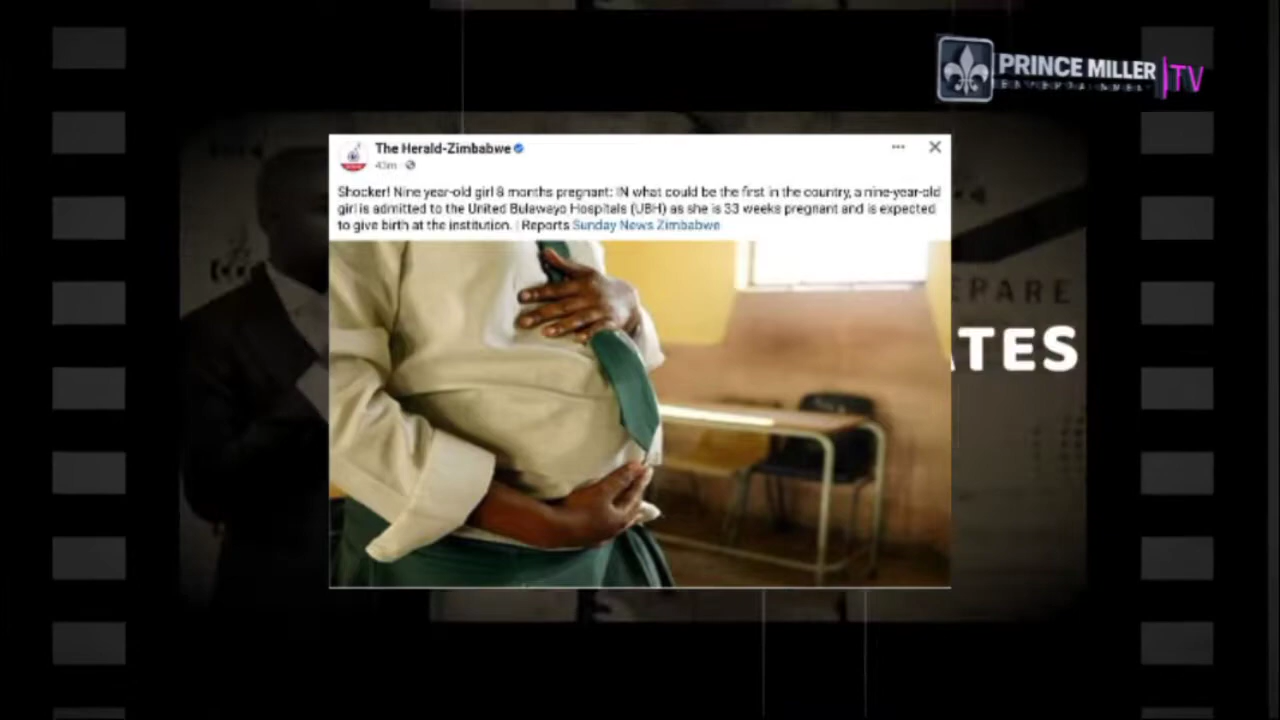 PRINCE MILLER TV
ENTERTAINMENT
The Herald-Zimbabwe
43m
Shocker! Nine year-old girl 8 months pregnant: IN what could be the first in the country, a nine-year-old
girl is admitted to the United Bulawayo Hospitals (UBH) as she is 33 weeks pregnant and is expected
to give birth at the institution. | Reports Sunday News Zimbabwe
EPARE
ATES